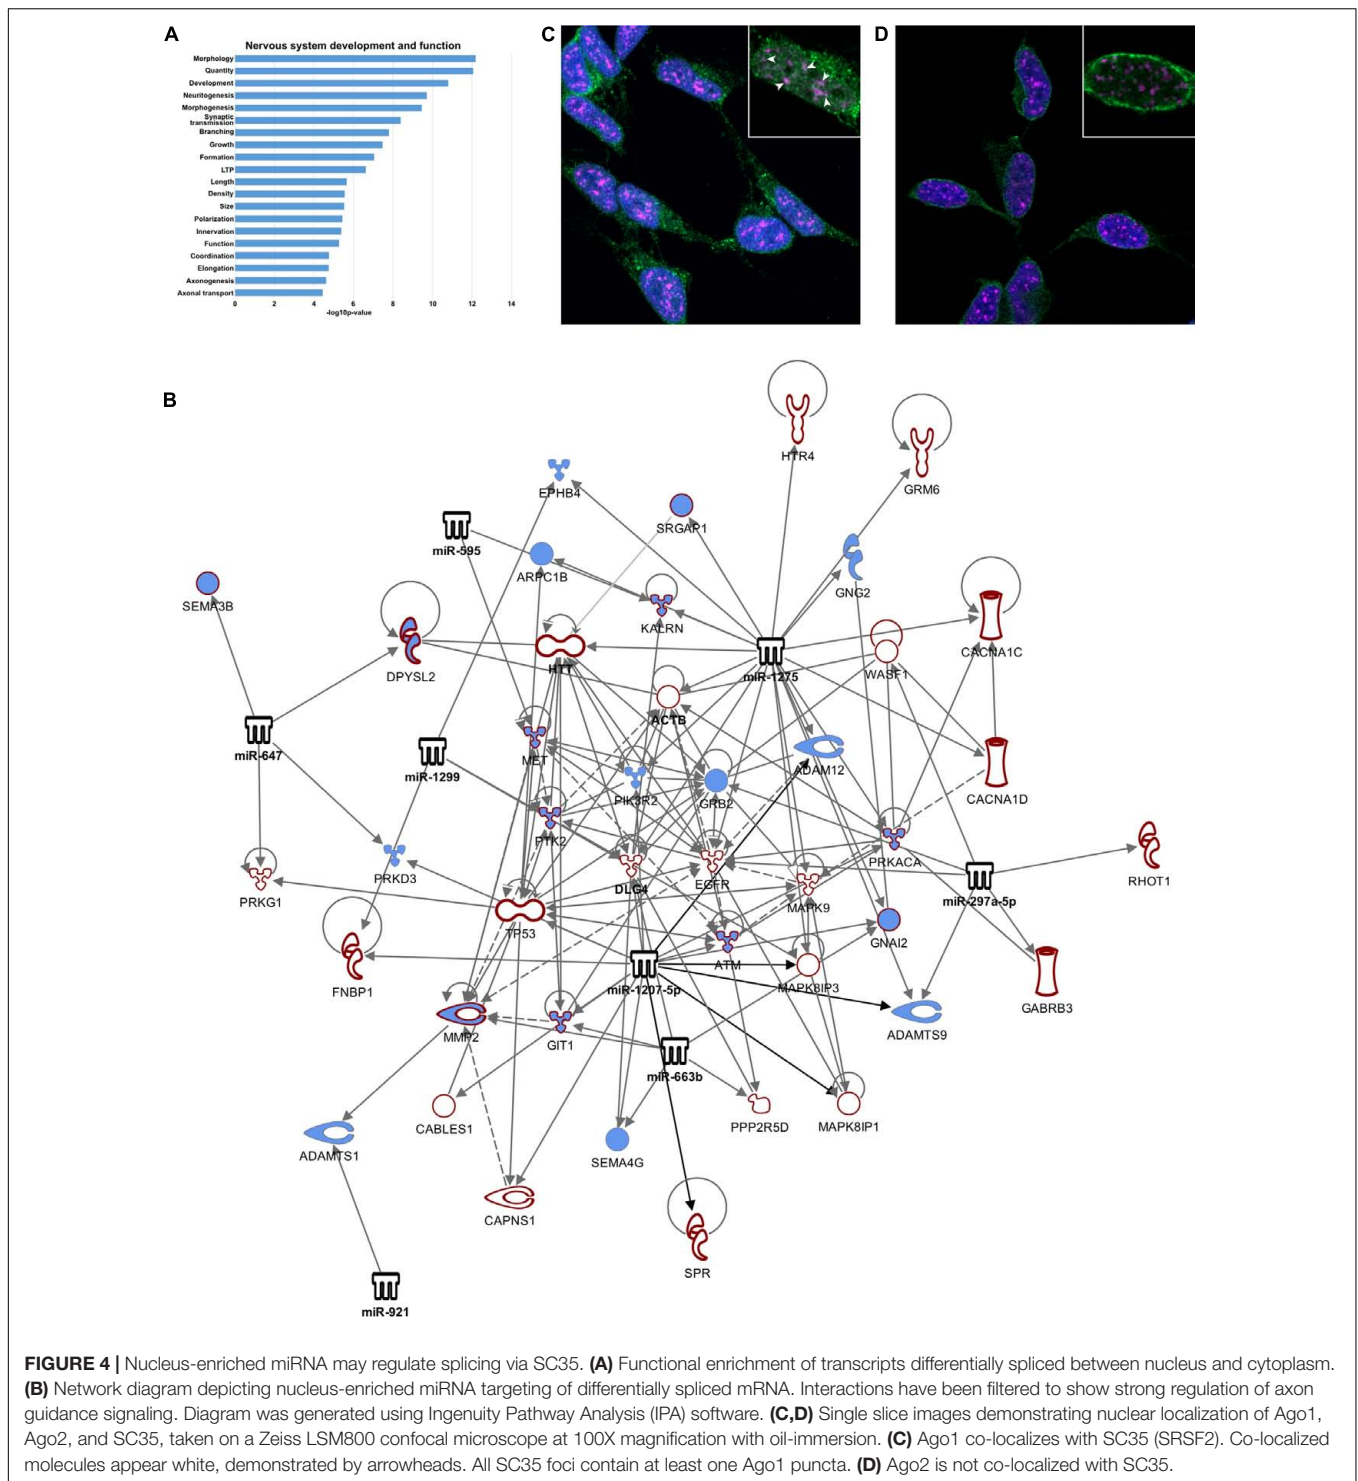 A
Nervous system development and function
Morphology
Quantity
Development
Neuritogenesis
Morphogenesis
Synaptic
transmission
Branching
Growth
Formation
LTP
Length
Density
Size
Polarization
Innervation
Function
Coordination
Elongation
Axonogenesis
Axonal transport
0 2 4 6 8 10 12 14
-log10p-value
C
D
B
HTR4
GRM6
EPHB4
SRGAP1
miR-595
ARPC1B
GNG2
SEMA3B
KALRN
CACNA1C
DPYSL2
HTT
miR-1275
WASF1
ACTB
miR-647
miR-1299
MET
ADAM12
CACNA1D
PIK3R2
GRB2
PTK2
PRKACA
PRKD3
DLG4
EGFR
RHOT1
PRKG1
MAPK9
miR-297a-5p
TP53
GNAI2
ATM
FNBP1
miR-1207-5p
MAPK8IP3
GABRB3
MMP2
GIT1
ADAMTS9
miR-663b
CABLES1
PPP2R5D
MAPK8IP1
ADAMTS1
SEMA4G
CAPNS1
SPR
miR-921
FIGURE 4 | Nucleus-enriched miRNA may regulate splicing via SC35. (A) Functional enrichment of transcripts differentially spliced between nucleus and cytoplasm.
(B) Network diagram depicting nucleus-enriched miRNA targeting of differentially spliced mRNA. Interactions have been filtered to show strong regulation of axon
guidance signaling. Diagram was generated using Ingenuity Pathway Analysis (IPA) software. (C,D) Single slice images demonstrating nuclear localization of Ago1,
Ago2, and SC35, taken on a Zeiss LSM800 confocal microscope at 100X magnification with oil-immersion. (C) Ago1 co-localizes with SC35 (SRSF2). Co-localized
molecules appear white, demonstrated by arrowheads. All SC35 foci contain at least one Ago1 puncta. (D) Ago2 is not co-localized with SC35.